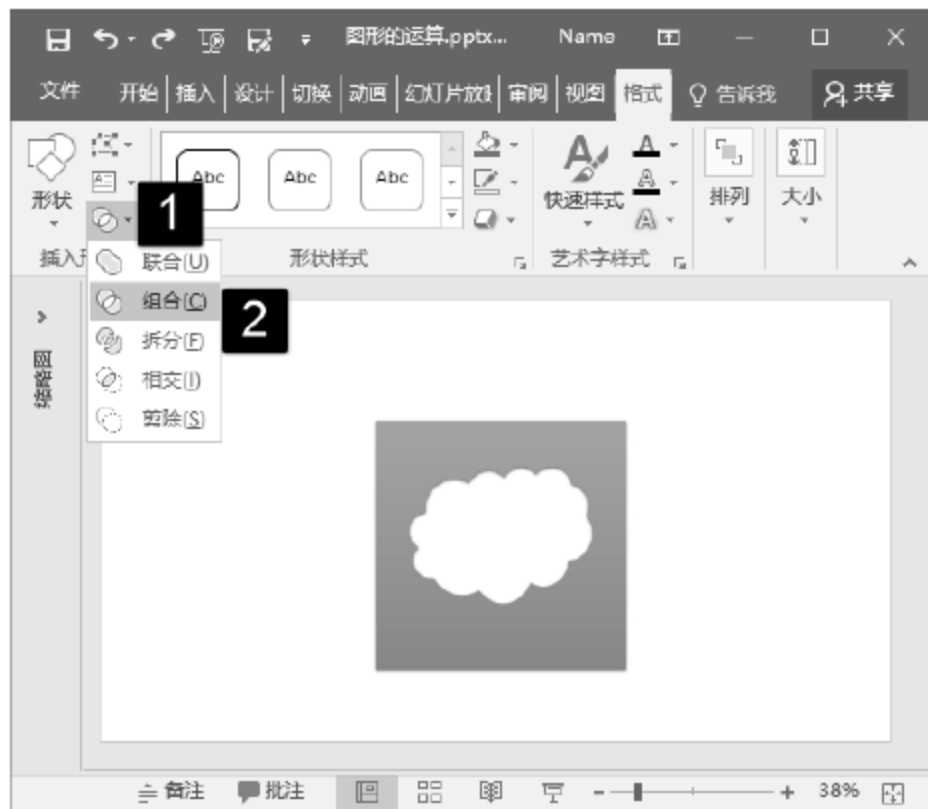 图形的运算.pptx... Name
文件 开始 插入 设计 切换 动画 幻灯片放映 审阅 视图 格式 告诉我 共享
Abc Abc Abc
形状 快速样式 排列 大小
1
形状样式 艺术字样式
联合(U)
组合(C)
2
拆分(F)
相交(I)
剪除(S)
缩略图
备注 批注 38%